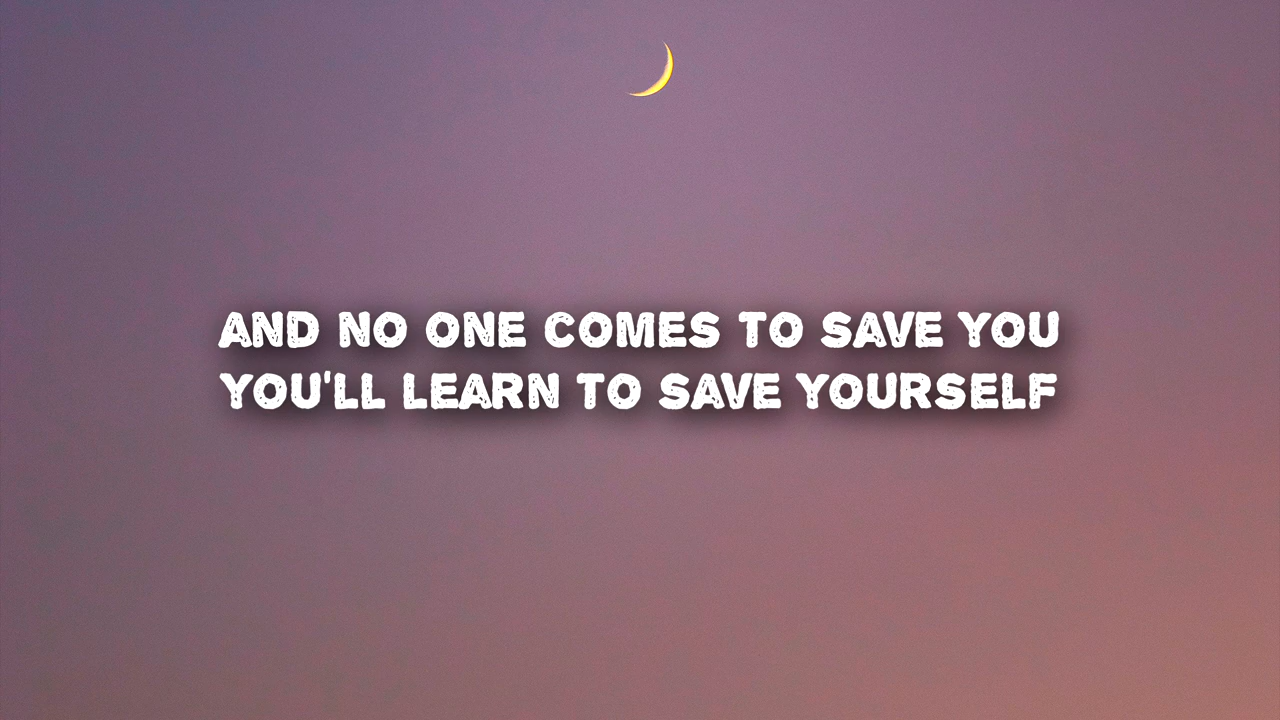 AND NO ONE COMES TO SAVE YOU
YOU'LL LEARN TO SAVE YOURSELF